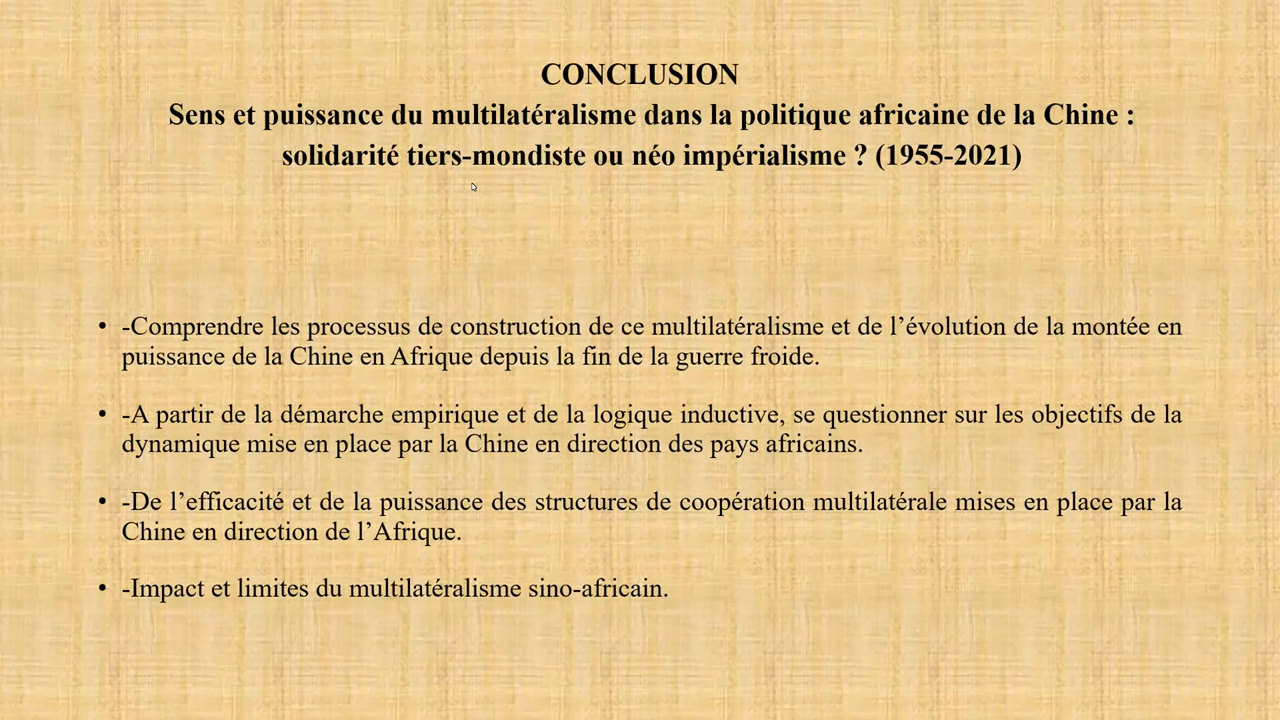 CONCLUSION
Sens et puissance du multilatéralisme dans la politique africaine de la Chine :
solidarité tiers-mondiste ou néo impérialisme ? (1955-2021)
• -Comprendre les processus de construction de ce multilatéralisme et de l’évolution de la montée en
puissance de la Chine en Afrique depuis la fin de la guerre froide.
• -A partir de la démarche empirique et de la logique inductive, se questionner sur les objectifs de la
dynamique mise en place par la Chine en direction des pays africains.
• -De l’efficacité et de la puissance des structures de coopération multilatérale mises en place par la
Chine en direction de l’Afrique.
• -Impact et limites du multilatéralisme sino-africain.